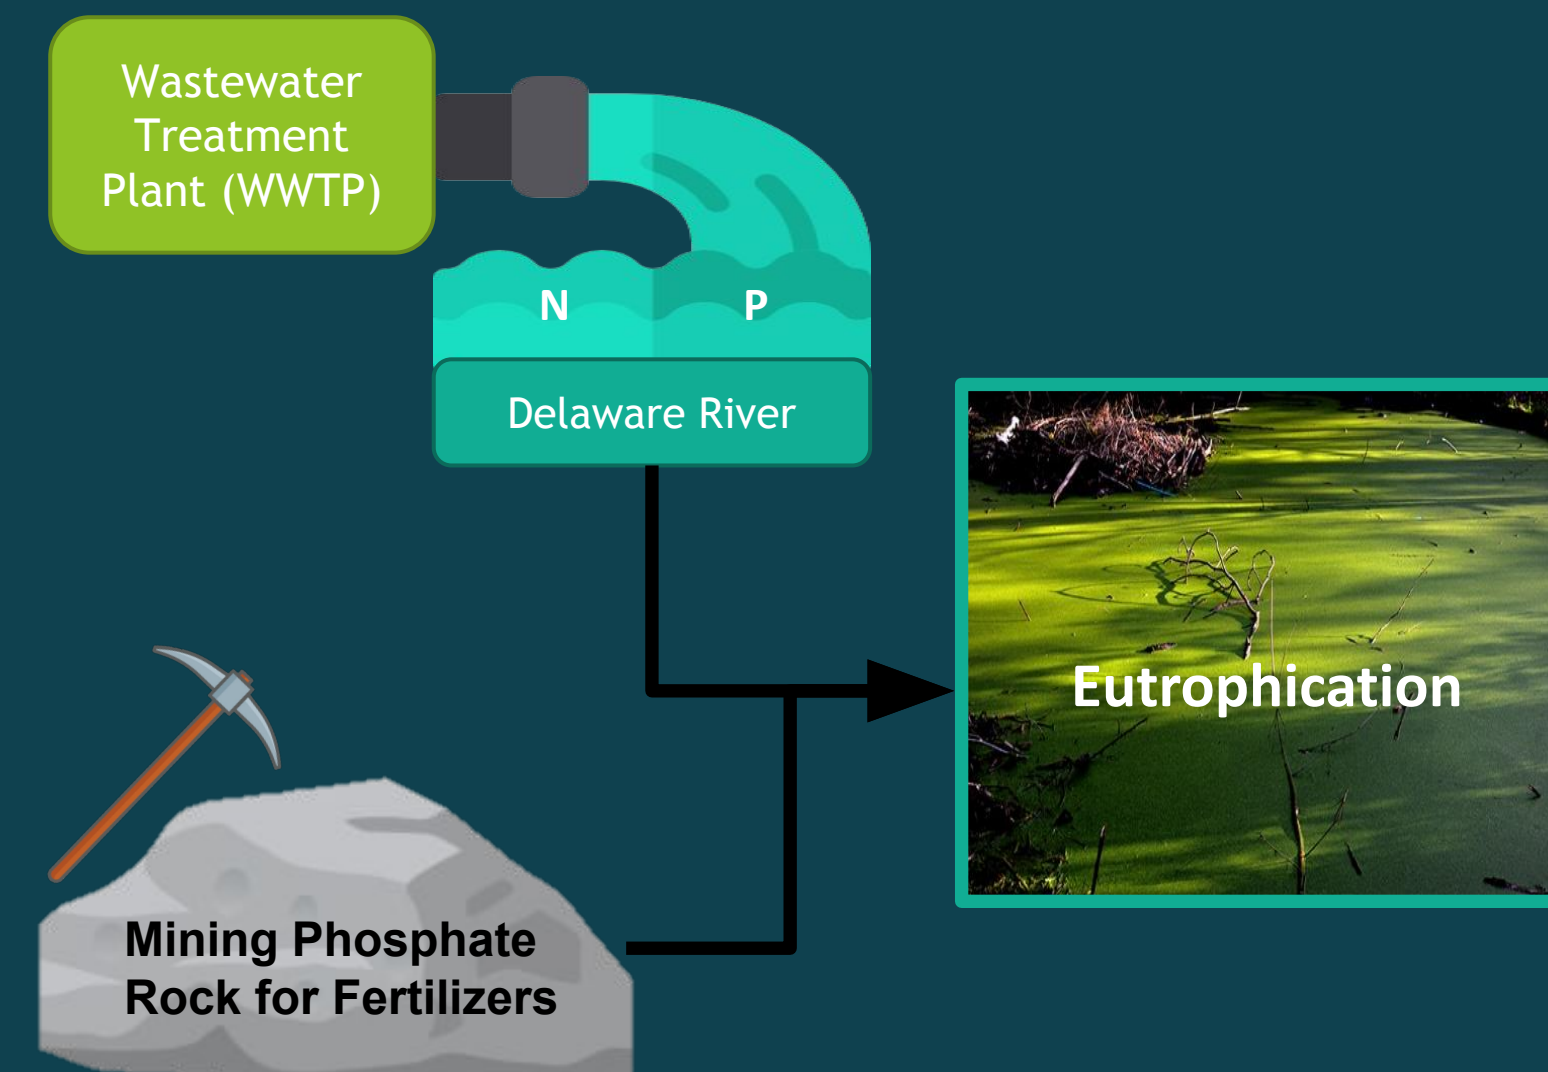 Wastewater
Treatment
Plant (WWTP)
N
P
Delaware River
Eutrophication
Mining Phosphate
Rock for Fertilizers